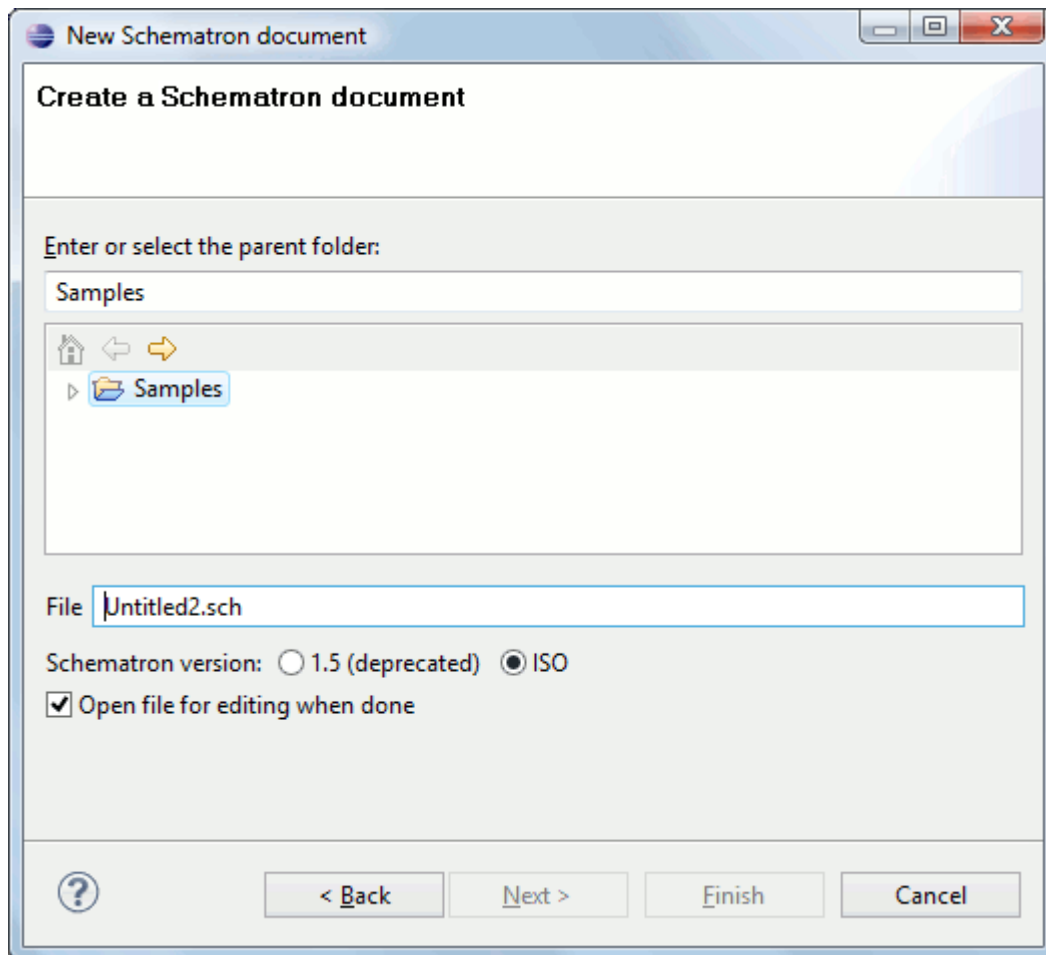 New Schematron document
Create a Schematron document
Enter or select the parent folder:
Samples
Samples
File Untitled2.sch
Schematron version: 1.5 (deprecated) ISO
Open file for editing when done
? < Back Next > Finish Cancel